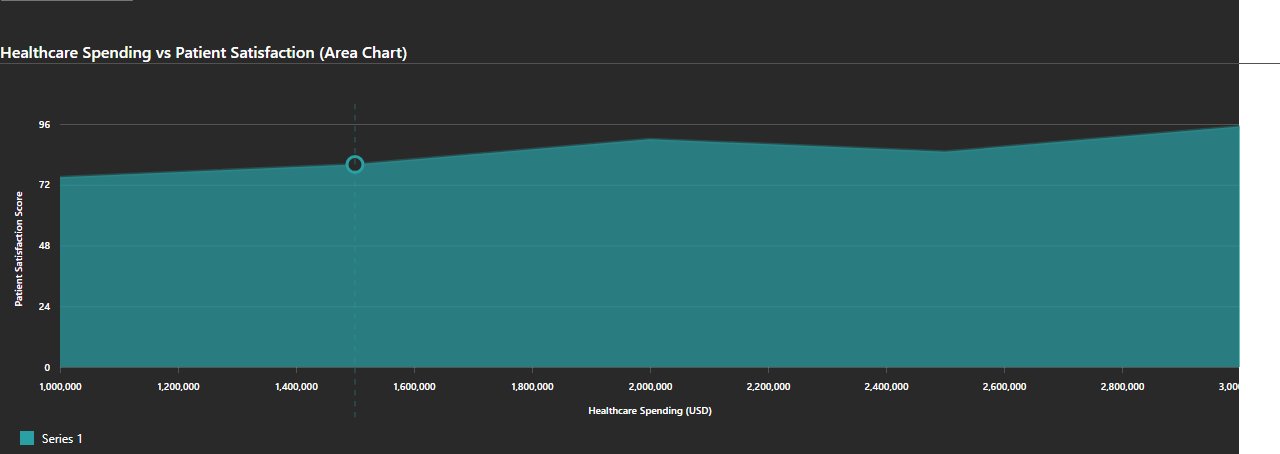 Healthcare Spending vs Patient Satisfaction (Area Chart)
96
72
48
24
0
Patient Satisfaction Score
1,000,000 1,200,000 1,400,000 1,600,000 1,800,000 2,000,000 2,200,000 2,400,000 2,600,000 2,800,000 3,00
Healthcare Spending (USD)
Series 1